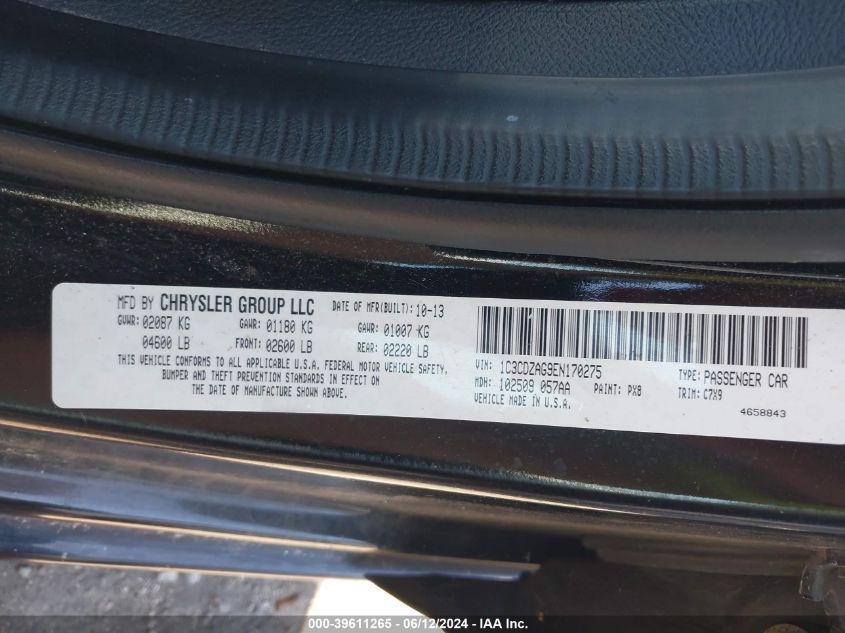 MFD BY CHRYSLER GROUP LLC DATE OF MFR(BUILT): 10-13
GVWR: 02087 KG GAWR: 01180 KG GAWR: 01007 KG
04600 LB FRONT: 02600 LB REAR: 02220 LB
THIS VEHICLE CONFORMS TO ALL APPLICABLE U.S.A. FEDERAL MOTOR VEHICLE SAFETY,
BUMPER AND THEFT PREVENTION STANDARDS IN EFFECT ON
THE DATE OF MANUFACTURE SHOWN ABOVE.
VIN: 1C3CDZAG9EN170275 TYPE: PASSENGER CAR
MDH: 102509 057AA PAINT: PX8 TRIM: C7X9
VEHICLE MADE IN U.S.A. 4658843
000-39611265 - 06/12/2024 - IAA Inc.